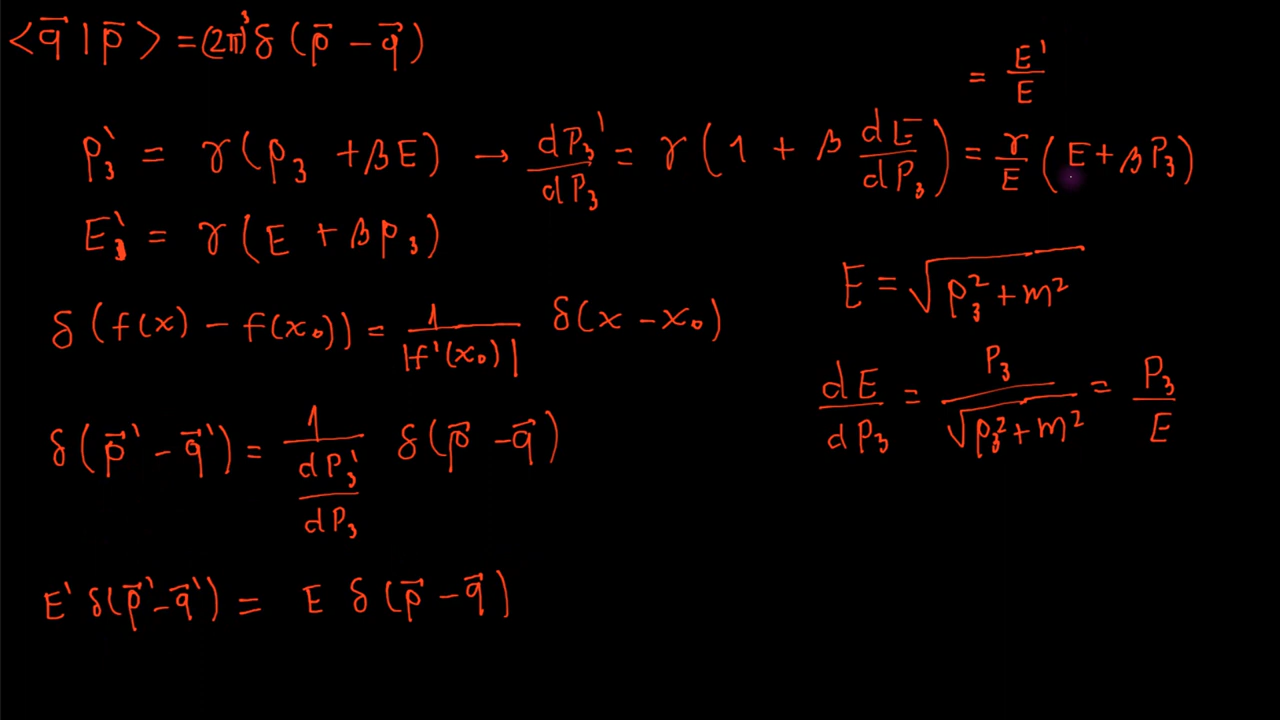 <q⃗ | p⃗> = (2π)³ δ(p⃗ − q⃗)
= E'/E
p₃' = γ(p₃ + βE) → dP₃'/dP₃ = γ(1 + β dE/dP₃) = γ/E (E + βP₃)
E₃' = γ(E + βp₃)
E = √(p₃² + m²)
δ(f(x) − f(x₀)) = 1/|f'(x₀)| δ(x − x₀)
dE/dP₃ = P₃/√(p₃² + m²) = P₃/E
δ(p⃗' − q⃗') = 1/(dP₃'/dP₃) δ(p⃗ − q⃗)
E' δ(p⃗' − q⃗') = E δ(p⃗ − q⃗)